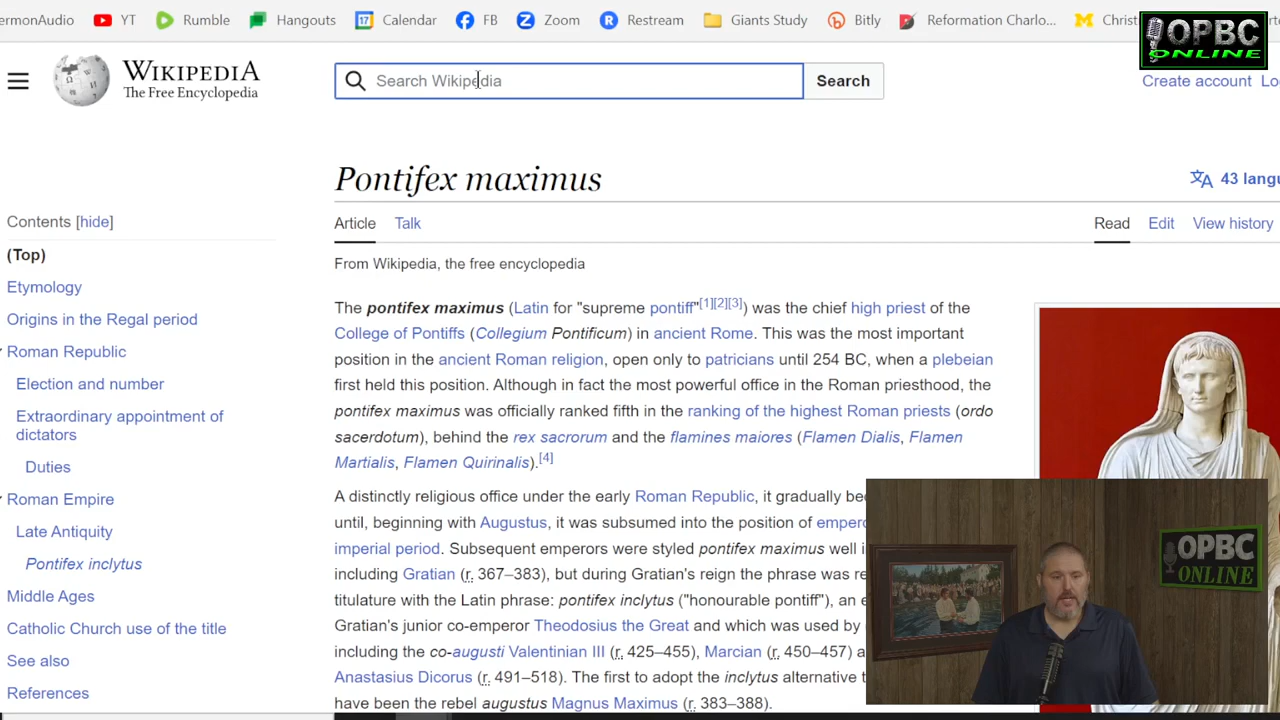 ermonAudio YT Rumble Hangouts 17 Calendar FB Zoom Restream Giants Study Bitly Reformation Charlo... Christ
OPBC
ONLINE
WIKIPEDIA
The Free Encyclopedia
Search Wikipedia
Search
Create account Lo
Pontifex maximus
43 langu
Contents [hide]
Article Talk
Read Edit View history
(Top)
Etymology
Origins in the Regal period
Roman Republic
Election and number
Extraordinary appointment of
dictators
Duties
Roman Empire
Late Antiquity
Pontifex inclytus
Middle Ages
Catholic Church use of the title
See also
References
From Wikipedia, the free encyclopedia
The pontifex maximus (Latin for "supreme pontiff"[1][2][3]) was the chief high priest of the
College of Pontiffs (Collegium Pontificum) in ancient Rome. This was the most important
position in the ancient Roman religion, open only to patricians until 254 BC, when a plebeian
first held this position. Although in fact the most powerful office in the Roman priesthood, the
pontifex maximus was officially ranked fifth in the ranking of the highest Roman priests (ordo
sacerdotum), behind the rex sacrorum and the flamines maiores (Flamen Dialis, Flamen
Martialis, Flamen Quirinalis).[4]
A distinctly religious office under the early Roman Republic, it gradually be
until, beginning with Augustus, it was subsumed into the position of empero
imperial period. Subsequent emperors were styled pontifex maximus well i
including Gratian (r. 367–383), but during Gratian's reign the phrase was re
titulature with the Latin phrase: pontifex inclytus ("honourable pontiff"), an e
Gratian's junior co-emperor Theodosius the Great and which was used by
including the co-augusti Valentinian III (r. 425–455), Marcian (r. 450–457) a
Anastasius Dicorus (r. 491–518). The first to adopt the inclytus alternative t
have been the rebel augustus Magnus Maximus (r. 383–388).
OPBC
ONLINE